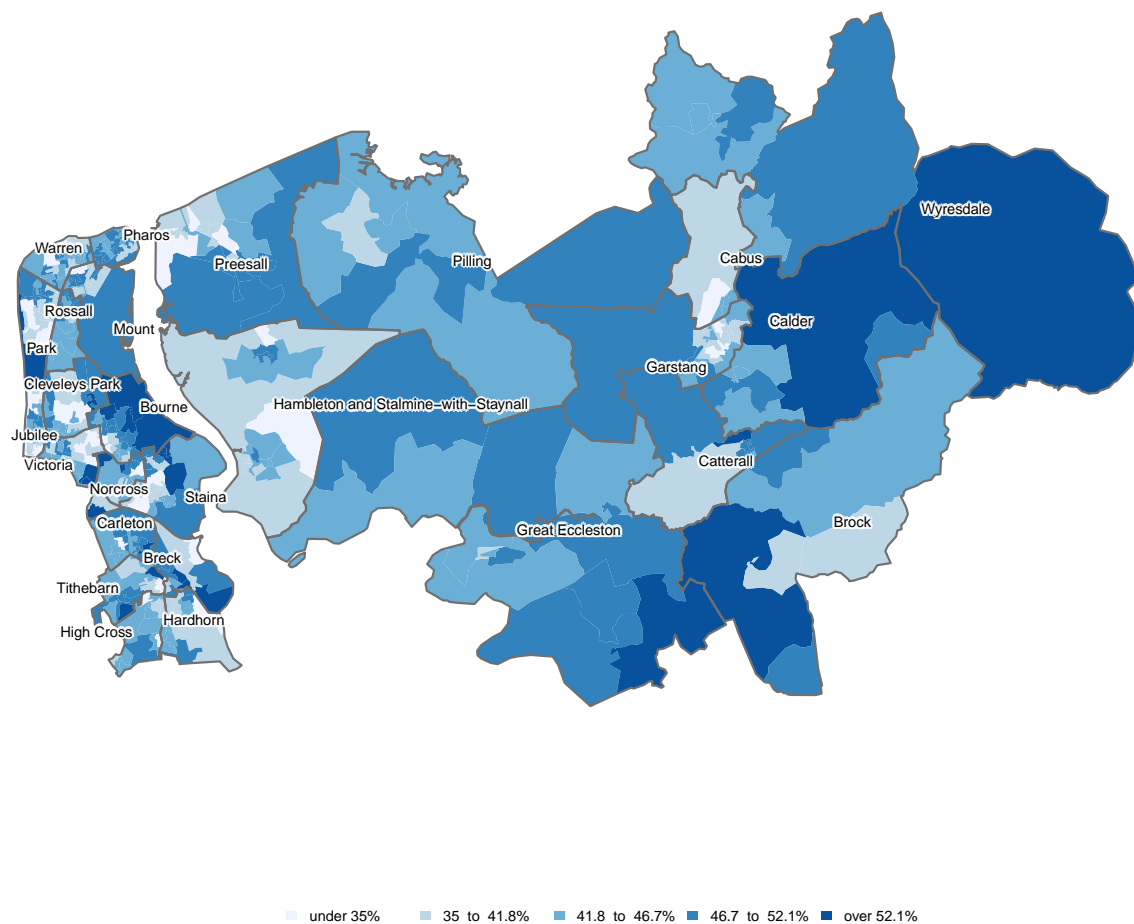 Wyresdale
Pharos
Warren
Cabus
Pilling
Preesall
Rossall
Calder
Mount
Park
Garstang
Cleveleys Park
Hambleton and Stalmine−with−Staynall
Bourne
Jubilee
Catterall
Victoria
Norcross
Staina
Carleton
Brock
Great Eccleston
Breck
Tithebarn
Hardhorn
High Cross
under 35% 35 to 41.8% 41.8 to 46.7% 46.7 to 52.1% over 52.1%